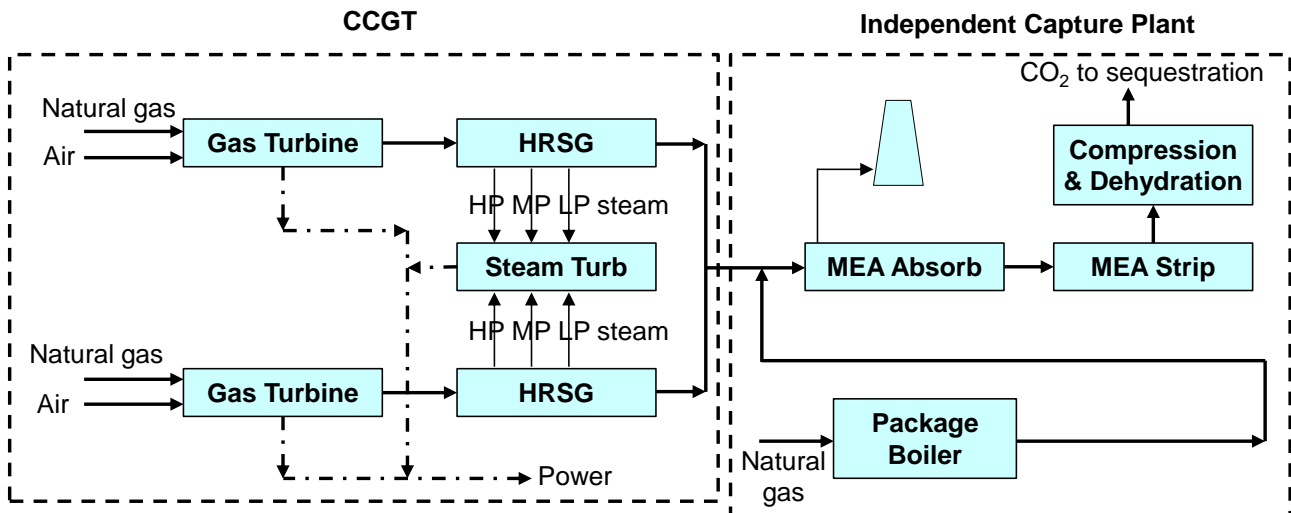 CCGT
Independent Capture Plant
Natural gas
Air
Gas Turbine
HRSG
HP MP LP steam
Steam Turb
HP MP LP steam
Natural gas
Air
Gas Turbine
HRSG
Power
CO₂ to sequestration
Compression
& Dehydration
MEA Absorb
MEA Strip
Package
Boiler
Natural
gas